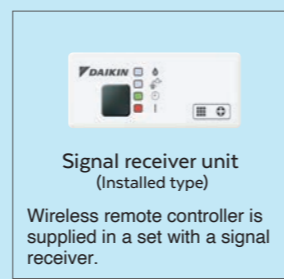 DAIKIN
Signal receiver unit
(Installed type)
Wireless remote controller is
supplied in a set with a signal
receiver.